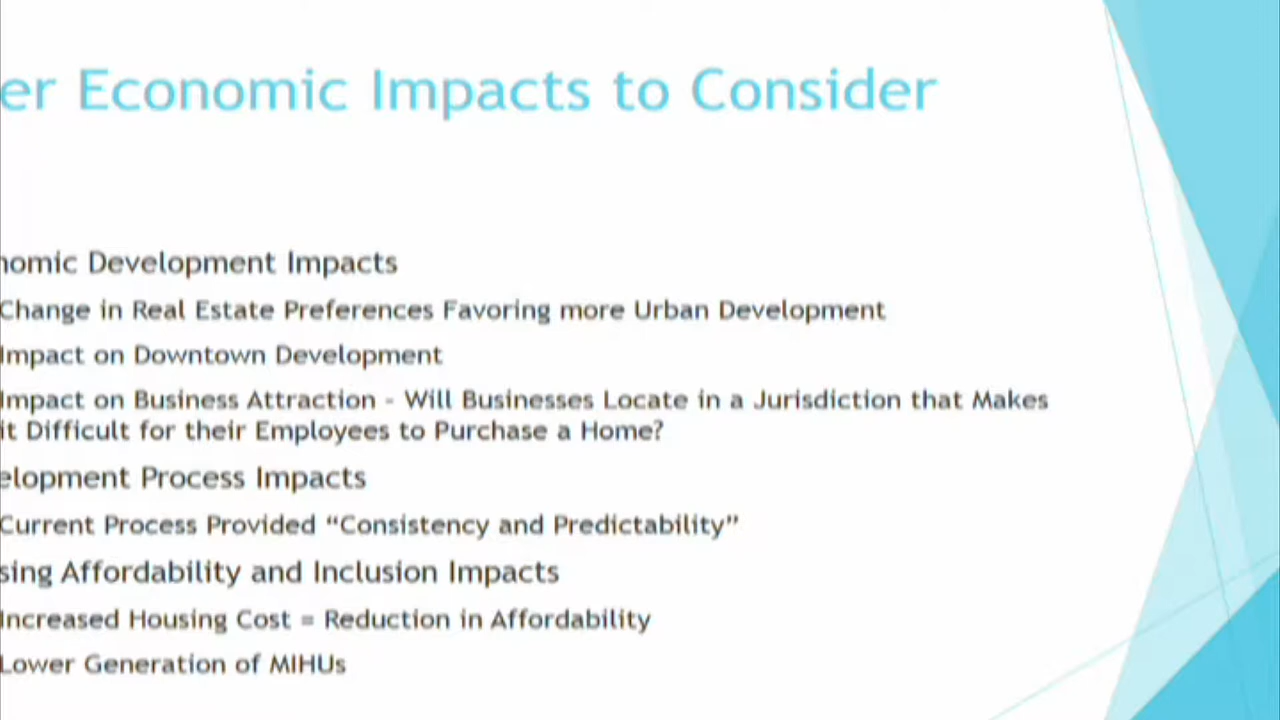 er Economic Impacts to Consider
nomic Development Impacts
Change in Real Estate Preferences Favoring more Urban Development
Impact on Downtown Development
Impact on Business Attraction - Will Businesses Locate in a Jurisdiction that Makes
it Difficult for their Employees to Purchase a Home?
elopment Process Impacts
Current Process Provided “Consistency and Predictability”
sing Affordability and Inclusion Impacts
Increased Housing Cost = Reduction in Affordability
Lower Generation of MIHUs